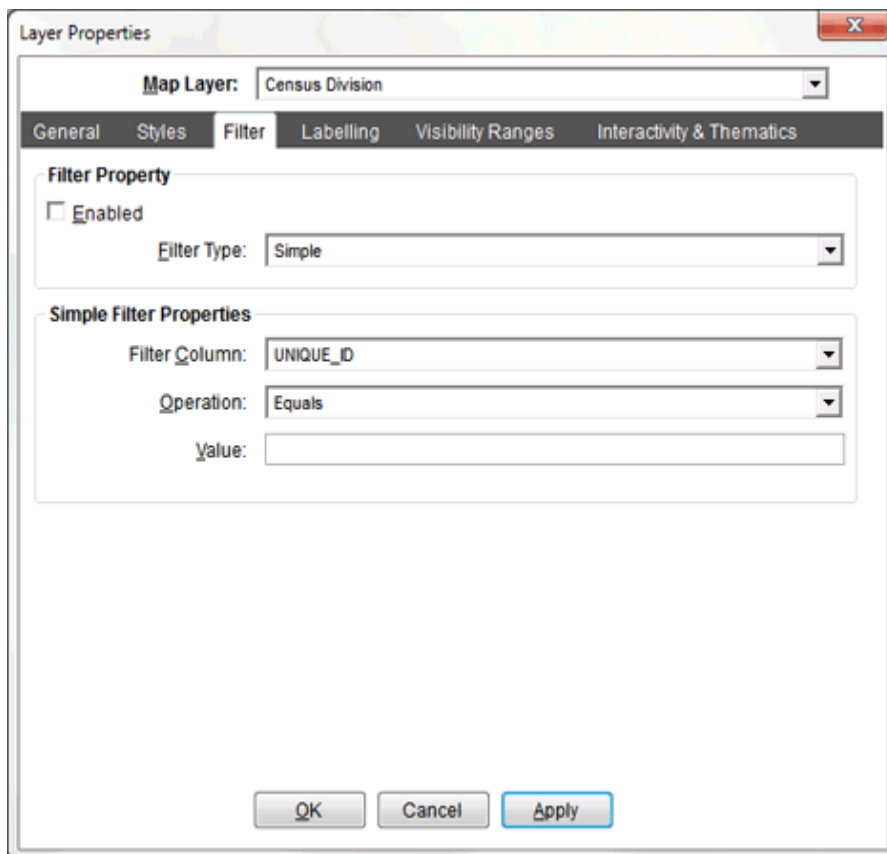 Layer Properties
Map Layer: Census Division
General Styles Filter Labelling Visibility Ranges Interactivity & Thematics
Filter Property
Enabled
Filter Type: Simple
Simple Filter Properties
Filter Column: UNIQUE_ID
Operation: Equals
Value:
OK Cancel Apply